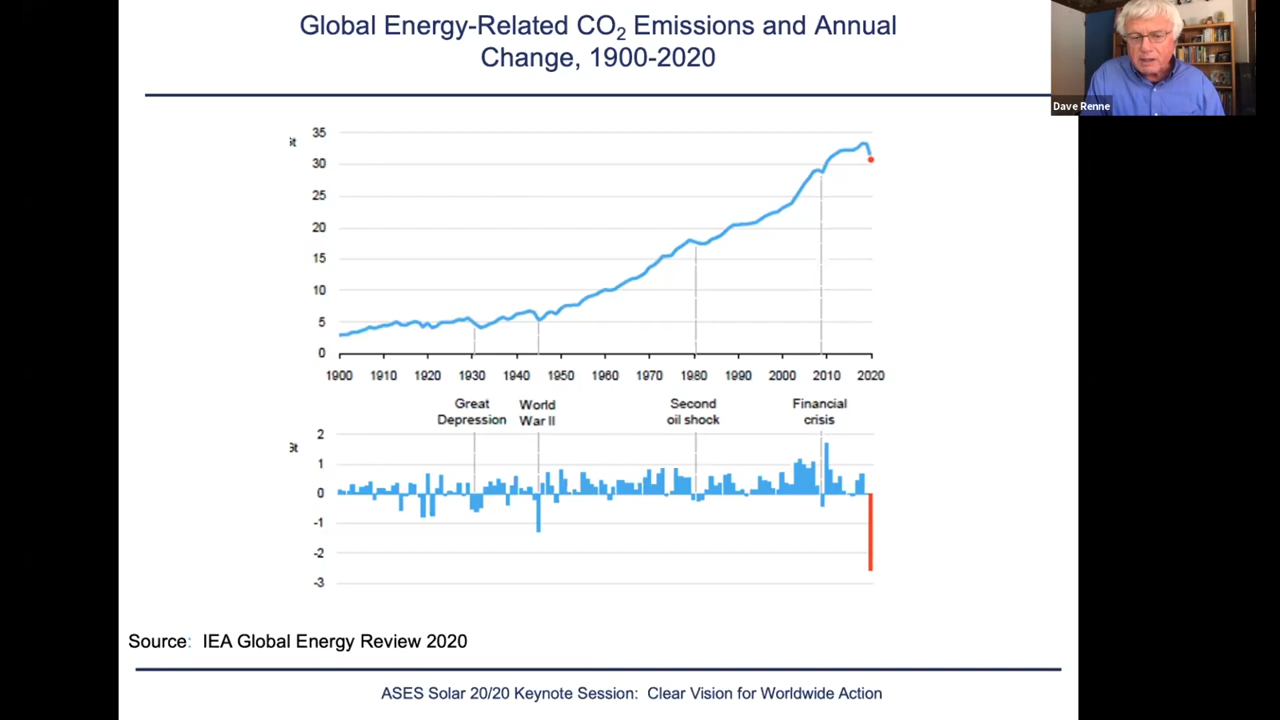 Global Energy-Related CO₂ Emissions and Annual
Change, 1900-2020
Dave Renne
35
30
25
20
15
10
5
0
1900 1910 1920 1930 1940 1950 1960 1970 1980 1990 2000 2010 2020
Great Depression
World War II
Second oil shock
Financial crisis
2
1
0
-1
-2
-3
Source: IEA Global Energy Review 2020
ASES Solar 20/20 Keynote Session: Clear Vision for Worldwide Action